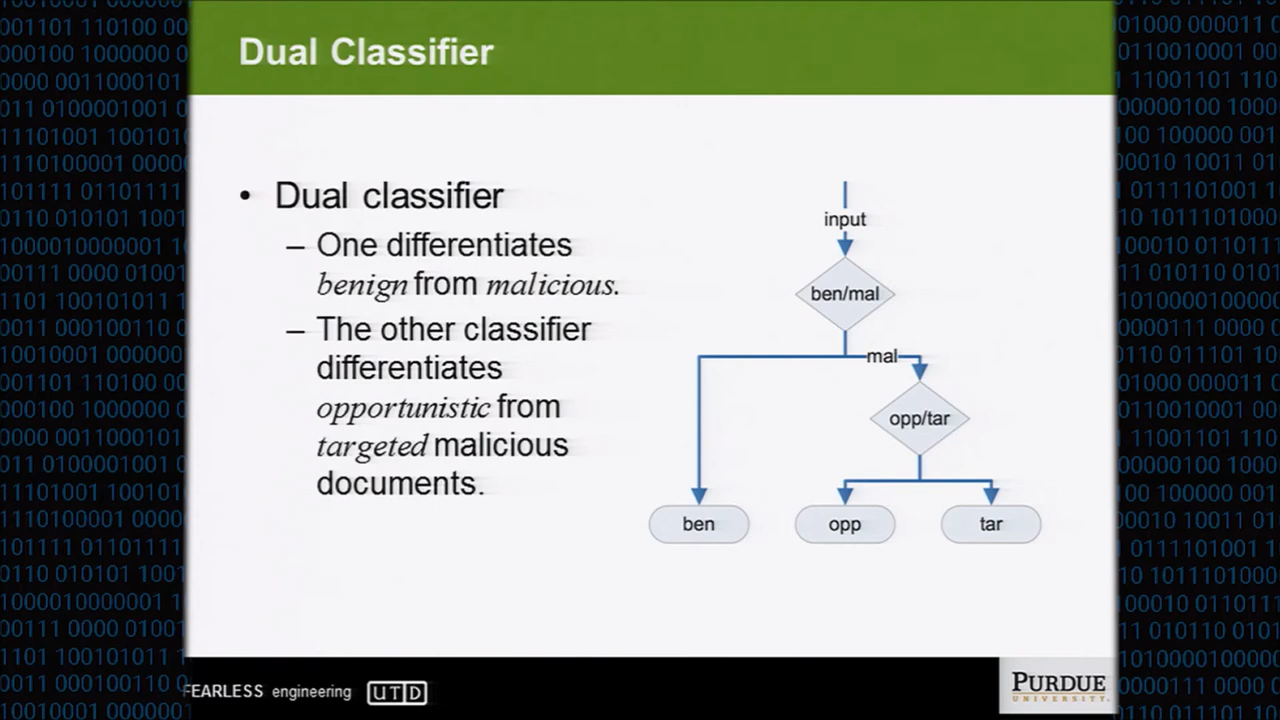 Dual Classifier
• Dual classifier
– One differentiates
benign from malicious.
– The other classifier
differentiates
opportunistic from
targeted malicious
documents.
input
ben/mal
mal
opp/tar
ben
opp
tar
FEARLESS engineering UTD
PURDUE
UNIVERSITY